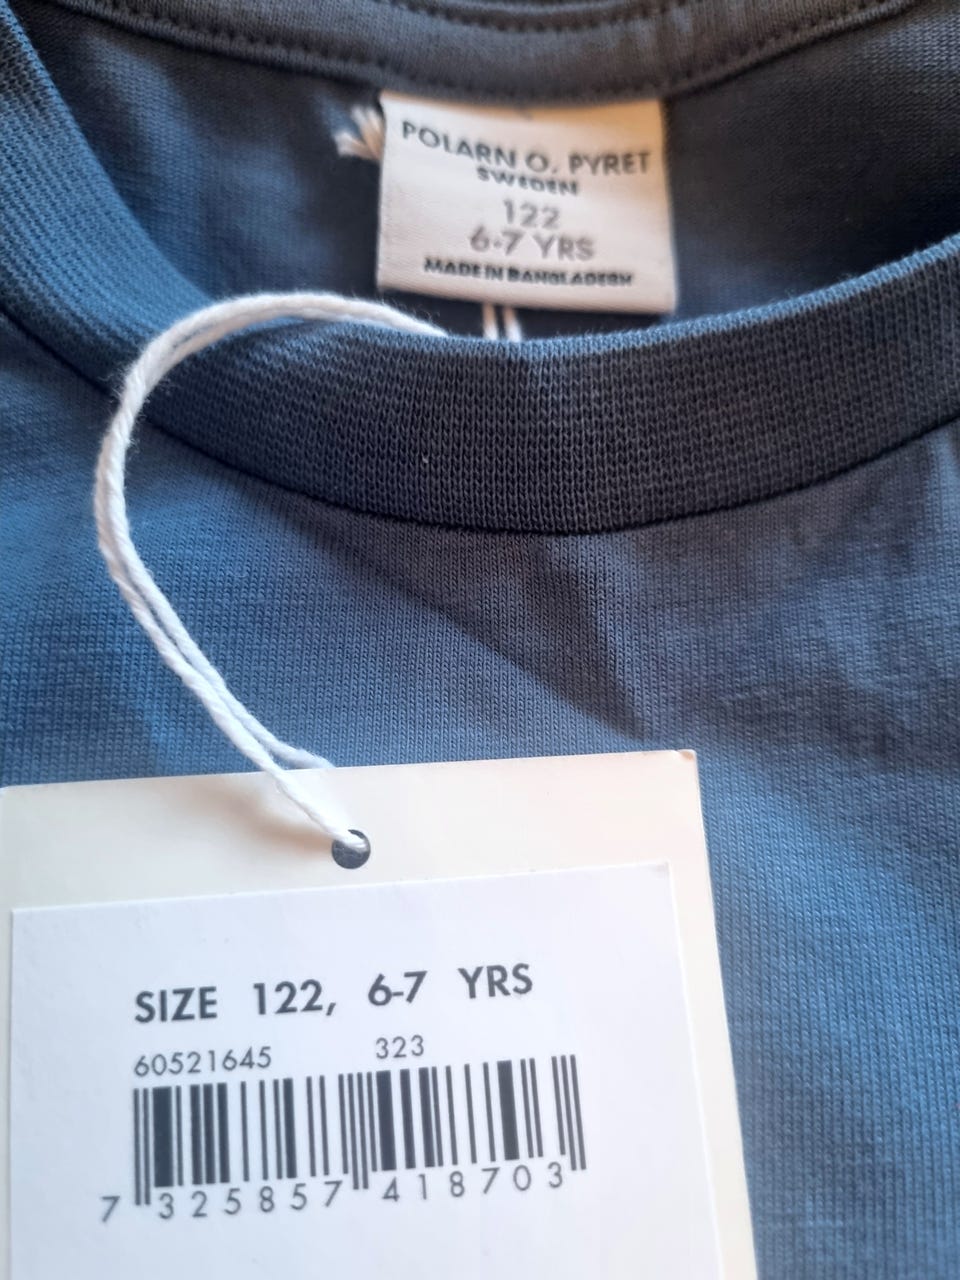 POLARN O. PYRET
SWEDEN
122
6-7 YRS
MADE IN BANGLADESH
SIZE 122, 6-7 YRS
60521645 323
7 325857 418703